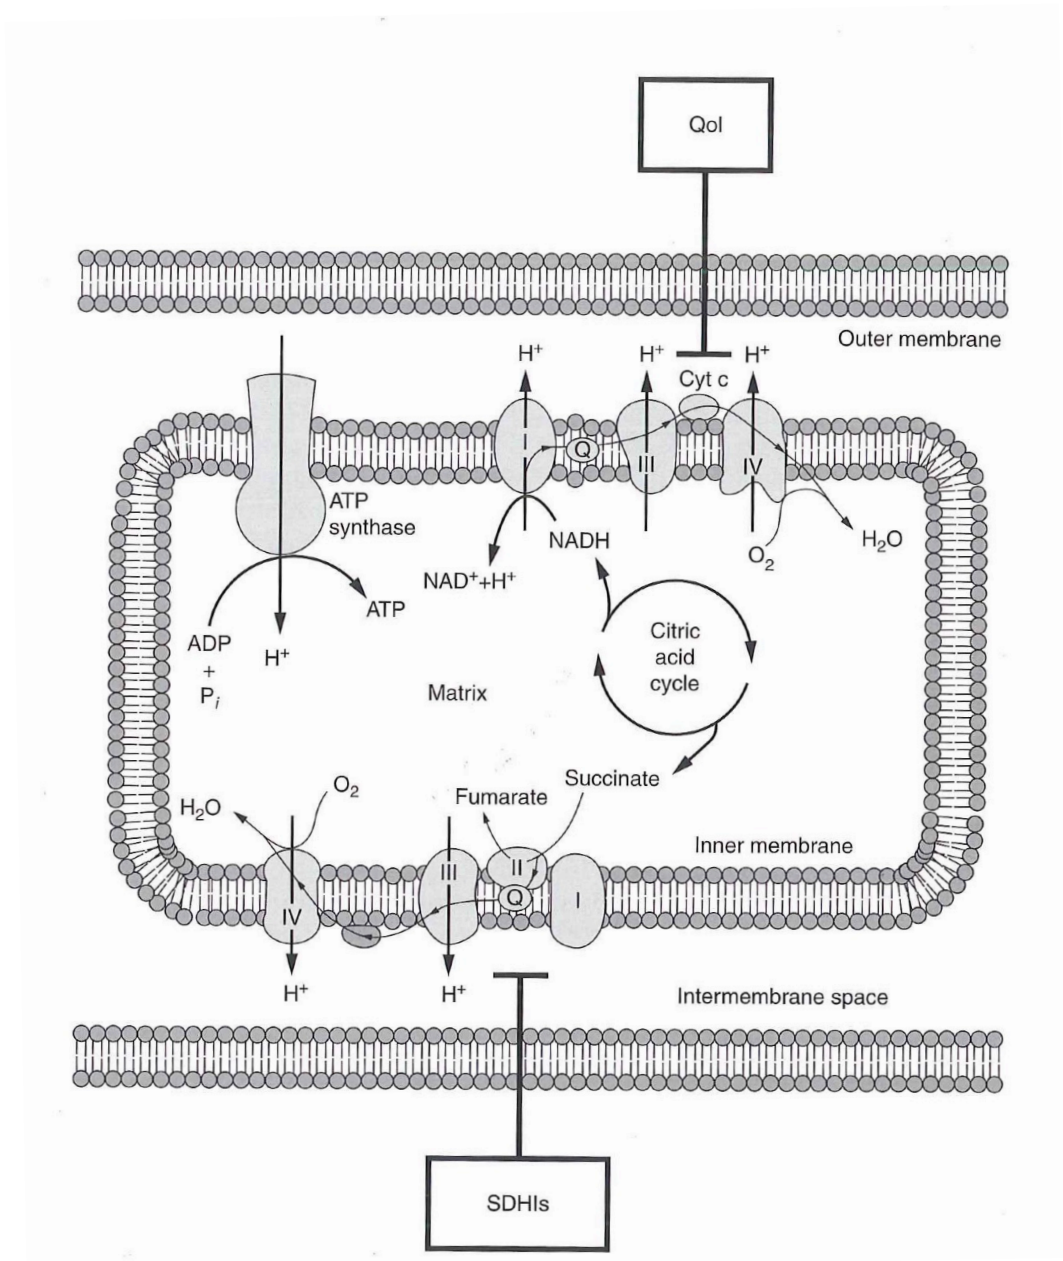 QoI
Outer membrane
H⁺
H⁺
H⁺
Cyt c
I
Q
III
IV
ATP
synthase
NADH
H₂O
O₂
NAD⁺+H⁺
ATP
ADP
+
Pᵢ
H⁺
Citric
acid
cycle
Matrix
Succinate
Fumarate
O₂
H₂O
Inner membrane
II
III
Q
I
IV
H⁺
H⁺
Intermembrane space
SDHIs